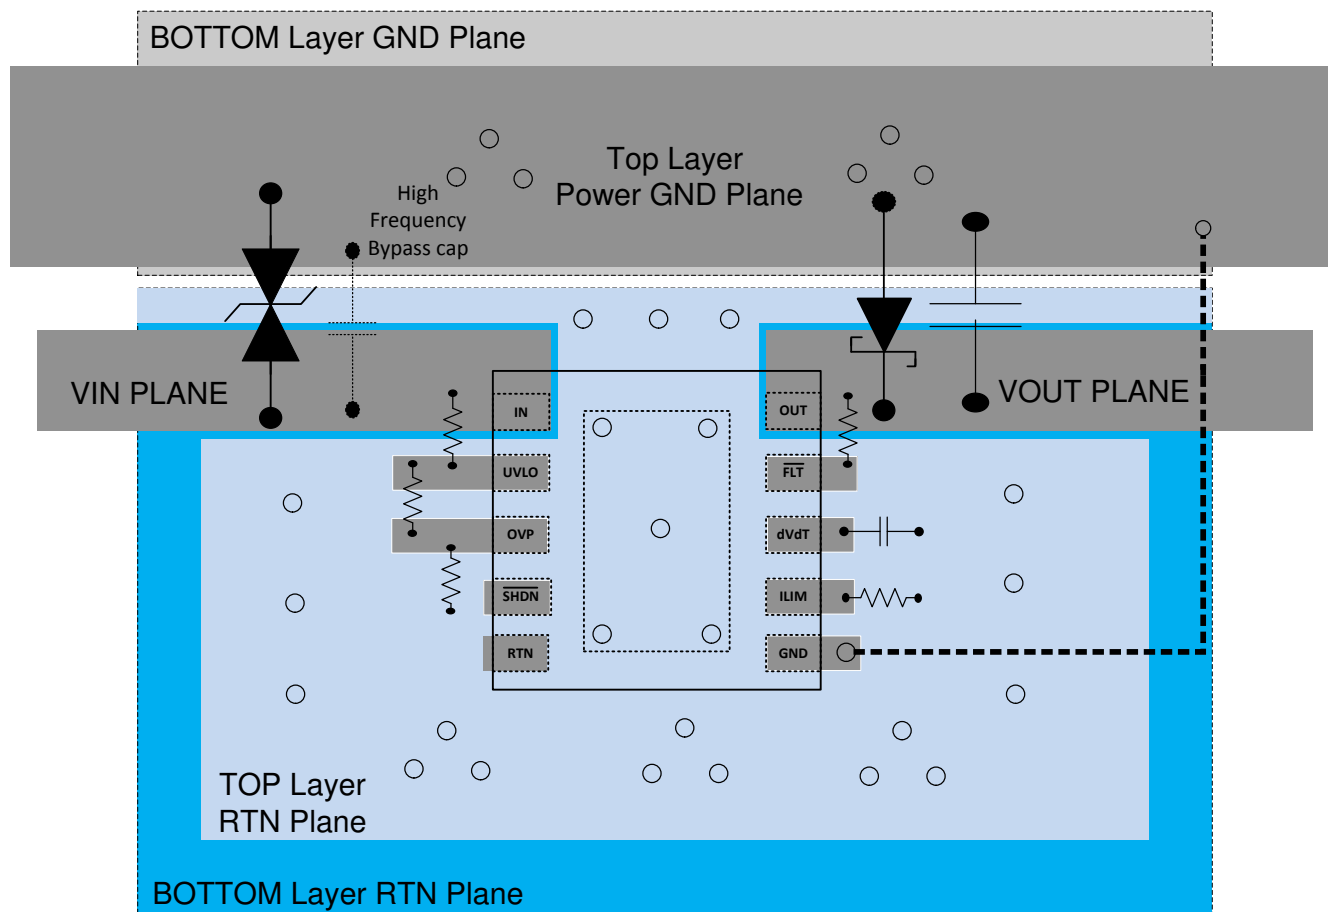 BOTTOM Layer GND Plane
Top Layer
Power GND Plane
High
Frequency
Bypass cap
VIN PLANE
VOUT PLANE
IN
OUT
UVLO
FLT
OVP
dVdT
SHDN
ILIM
RTN
GND
TOP Layer
RTN Plane
BOTTOM Layer RTN Plane